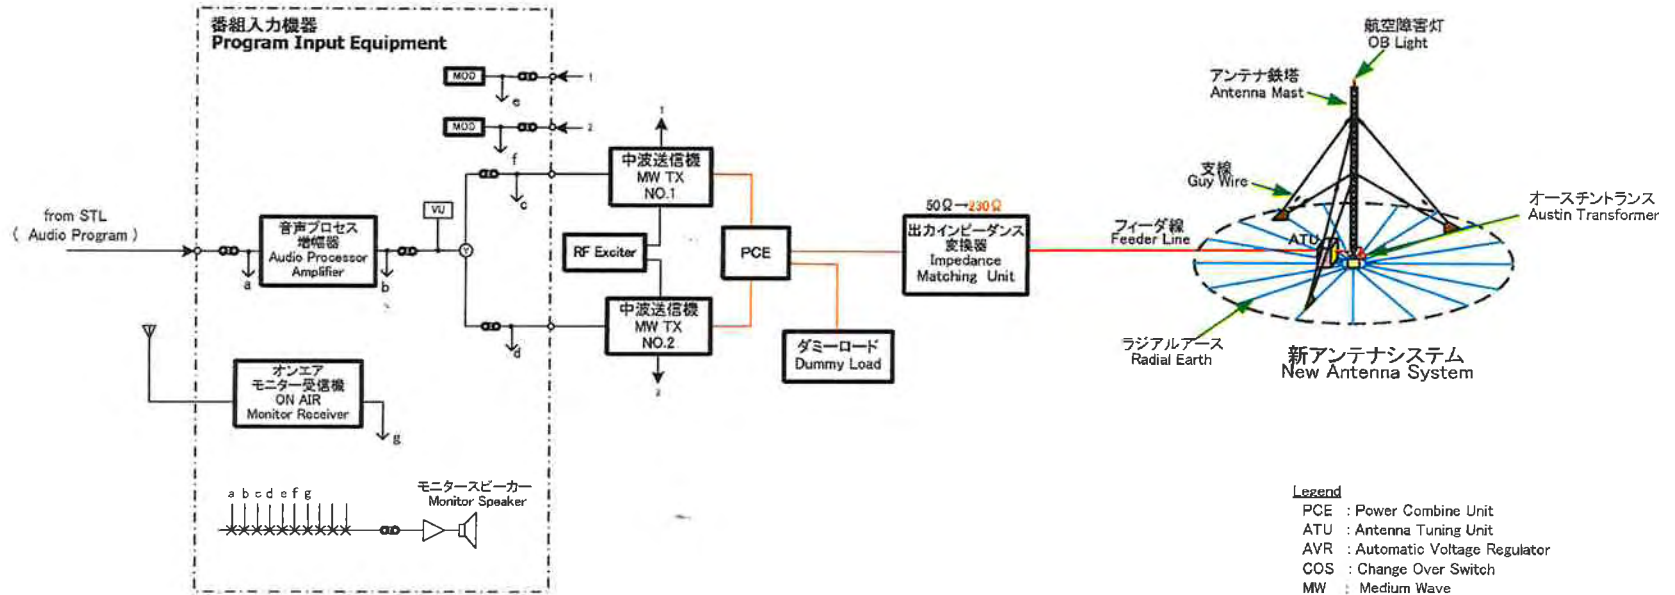 番組入力機器
Program Input Equipment
MOD
1
e
MOD
2
f
c
from STL
( Audio Program )
a
音声プロセス
増幅器
Audio Processor
Amplifier
b
VU
Y
d
オンエア
モニター受信機
ON AIR
Monitor Receiver
g
a b c d e f g
モニタースピーカー
Monitor Speaker
1
中波送信機
MW TX
NO.1
RF Exciter
中波送信機
MW TX
NO.2
2
PCE
ダミーロード
Dummy Load
50Ω→230Ω
出力インピーダンス
変換器
Impedance
Matching Unit
フィーダ線
Feeder Line
航空障害灯
OB Light
アンテナ鉄塔
Antenna Mast
支線
Guy Wire
オースチントランス
Austin Transformer
ATU
ラジアルアース
Radial Earth
新アンテナシステム
New Antenna System
Legend
PCE : Power Combine Unit
ATU : Antenna Tuning Unit
AVR : Automatic Voltage Regulator
COS : Change Over Switch
MW : Medium Wave